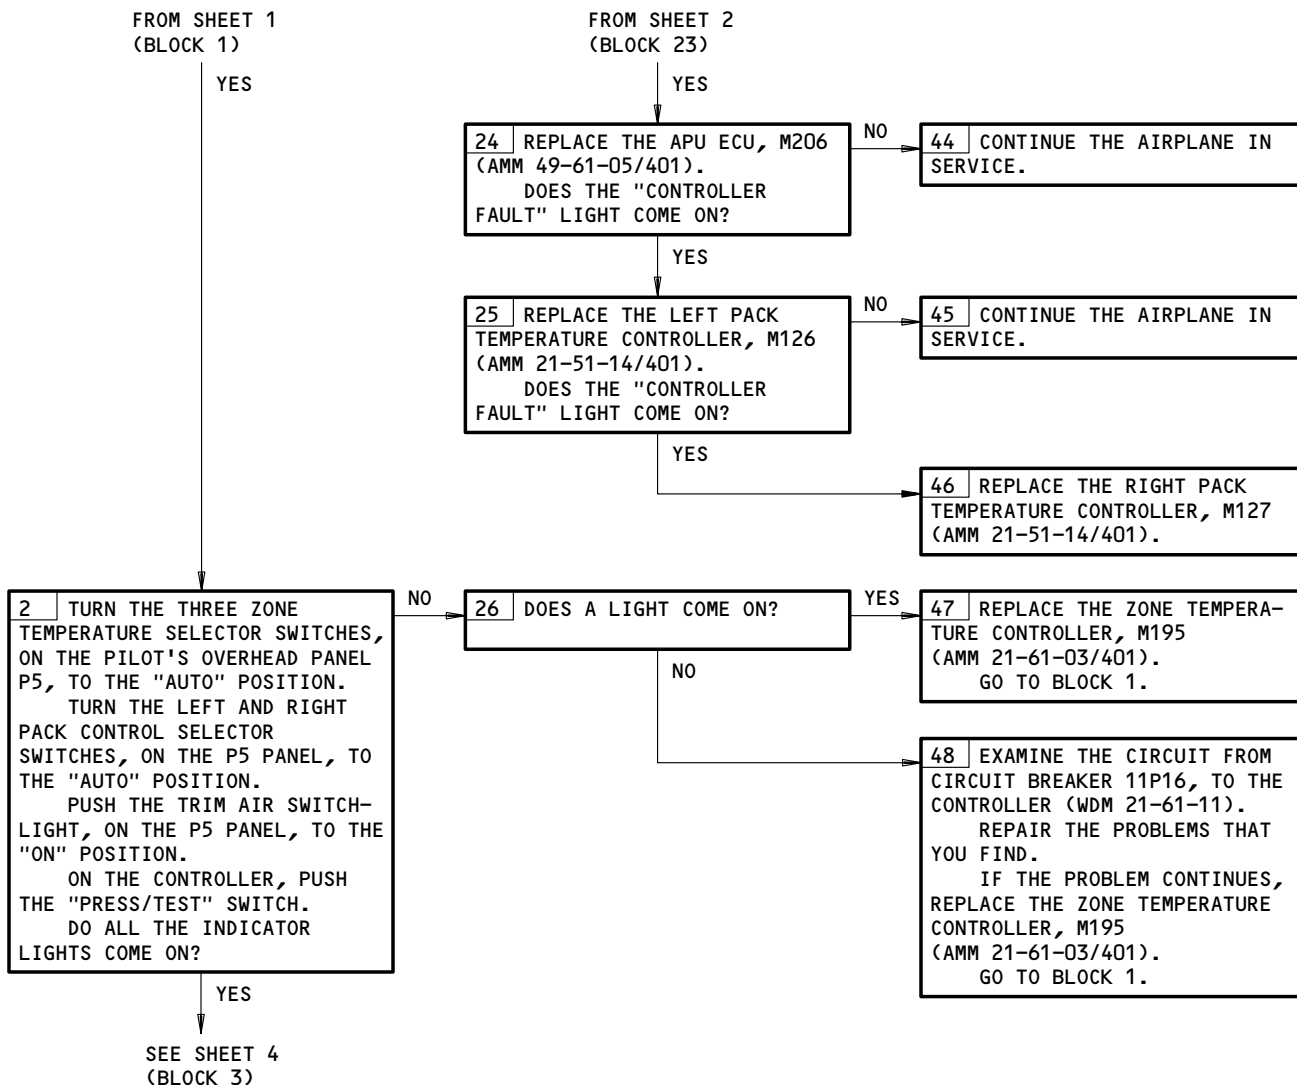 FROM SHEET 1
(BLOCK 1)
YES
FROM SHEET 2
(BLOCK 23)
YES
24 REPLACE THE APU ECU, M206
(AMM 49-61-05/401).
DOES THE "CONTROLLER
FAULT" LIGHT COME ON?
NO
44 CONTINUE THE AIRPLANE IN
SERVICE.
YES
25 REPLACE THE LEFT PACK
TEMPERATURE CONTROLLER, M126
(AMM 21-51-14/401).
DOES THE "CONTROLLER
FAULT" LIGHT COME ON?
NO
45 CONTINUE THE AIRPLANE IN
SERVICE.
YES
46 REPLACE THE RIGHT PACK
TEMPERATURE CONTROLLER, M127
(AMM 21-51-14/401).
2 TURN THE THREE ZONE
TEMPERATURE SELECTOR SWITCHES,
ON THE PILOT'S OVERHEAD PANEL
P5, TO THE "AUTO" POSITION.
TURN THE LEFT AND RIGHT
PACK CONTROL SELECTOR
SWITCHES, ON THE P5 PANEL, TO
THE "AUTO" POSITION.
PUSH THE TRIM AIR SWITCH-
LIGHT, ON THE P5 PANEL, TO THE
"ON" POSITION.
ON THE CONTROLLER, PUSH
THE "PRESS/TEST" SWITCH.
DO ALL THE INDICATOR
LIGHTS COME ON?
NO
26 DOES A LIGHT COME ON?
YES
47 REPLACE THE ZONE TEMPERA-
TURE CONTROLLER, M195
(AMM 21-61-03/401).
GO TO BLOCK 1.
NO
48 EXAMINE THE CIRCUIT FROM
CIRCUIT BREAKER 11P16, TO THE
CONTROLLER (WDM 21-61-11).
REPAIR THE PROBLEMS THAT
YOU FIND.
IF THE PROBLEM CONTINUES,
REPLACE THE ZONE TEMPERATURE
CONTROLLER, M195
(AMM 21-61-03/401).
GO TO BLOCK 1.
YES
SEE SHEET 4
(BLOCK 3)